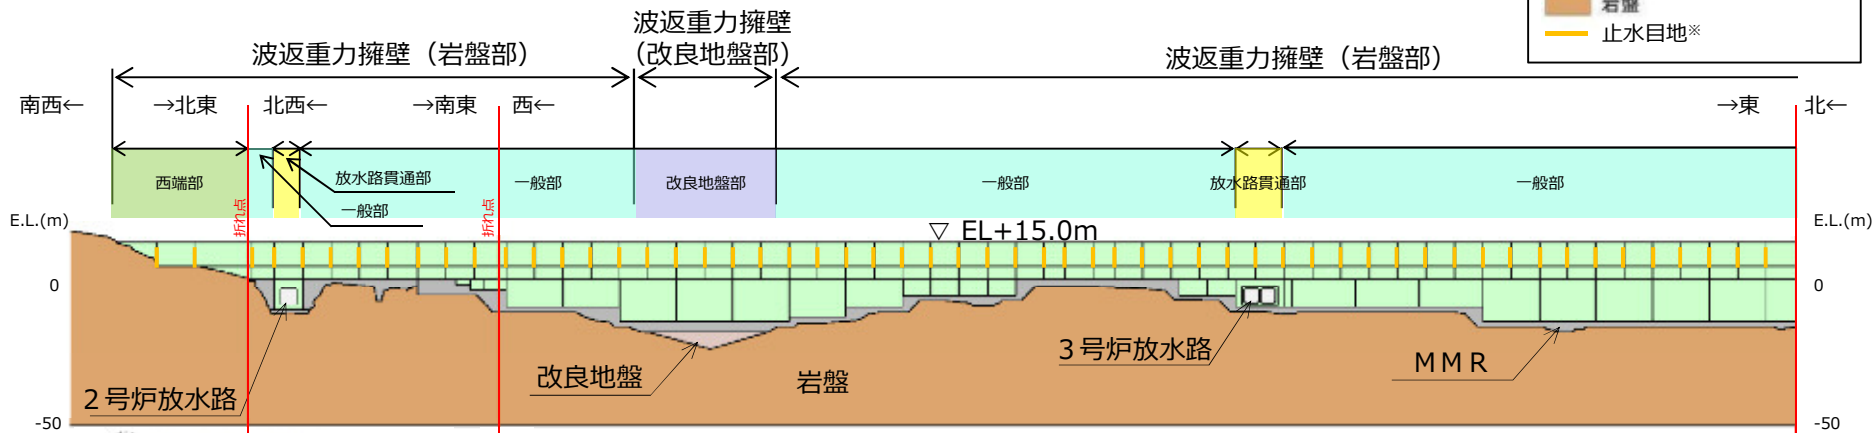 岩盤
止水目地※
波返重力擁壁（岩盤部）
波返重力擁壁
（改良地盤部）
波返重力擁壁（岩盤部）
南西←
→北東
北西←
→南東
西←
→東
北←
西端部
放水路貫通部
一般部
一般部
改良地盤部
一般部
放水路貫通部
一般部
折れ点
折れ点
E.L.(m)
▽ EL+15.0m
E.L.(m)
0
0
２号炉放水路
改良地盤
岩盤
３号炉放水路
ＭＭＲ
-50
-50